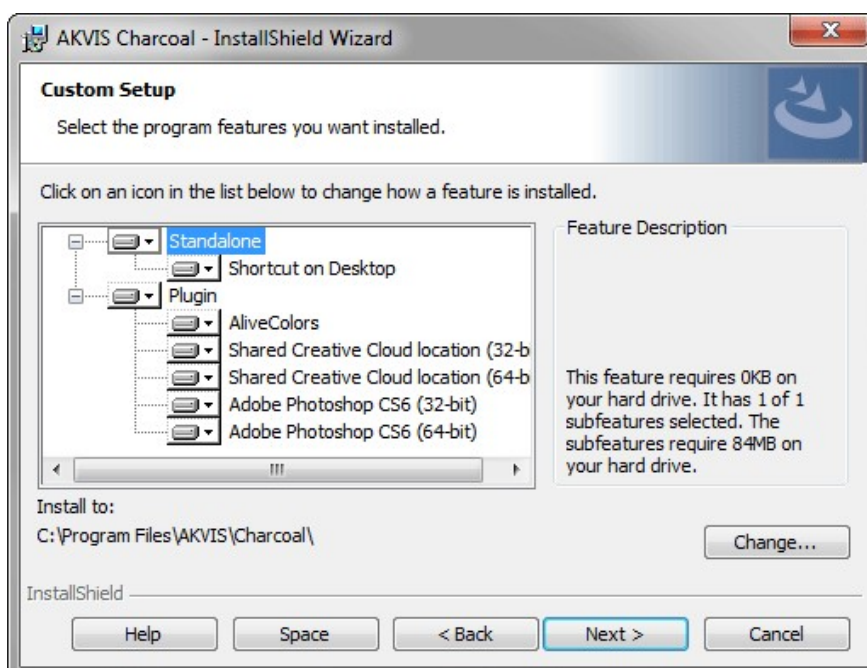 AKVIS Charcoal - InstallShield Wizard
Custom Setup
Select the program features you want installed.
Click on an icon in the list below to change how a feature is installed.
Standalone
Shortcut on Desktop
Plugin
AliveColors
Shared Creative Cloud location (32-b
Shared Creative Cloud location (64-b
Adobe Photoshop CS6 (32-bit)
Adobe Photoshop CS6 (64-bit)
Feature Description
This feature requires 0KB on
your hard drive. It has 1 of 1
subfeatures selected. The
subfeatures require 84MB on
your hard drive.
Install to:
C:\Program Files\AKVIS\Charcoal\
Change...
InstallShield
Help
Space
< Back
Next >
Cancel